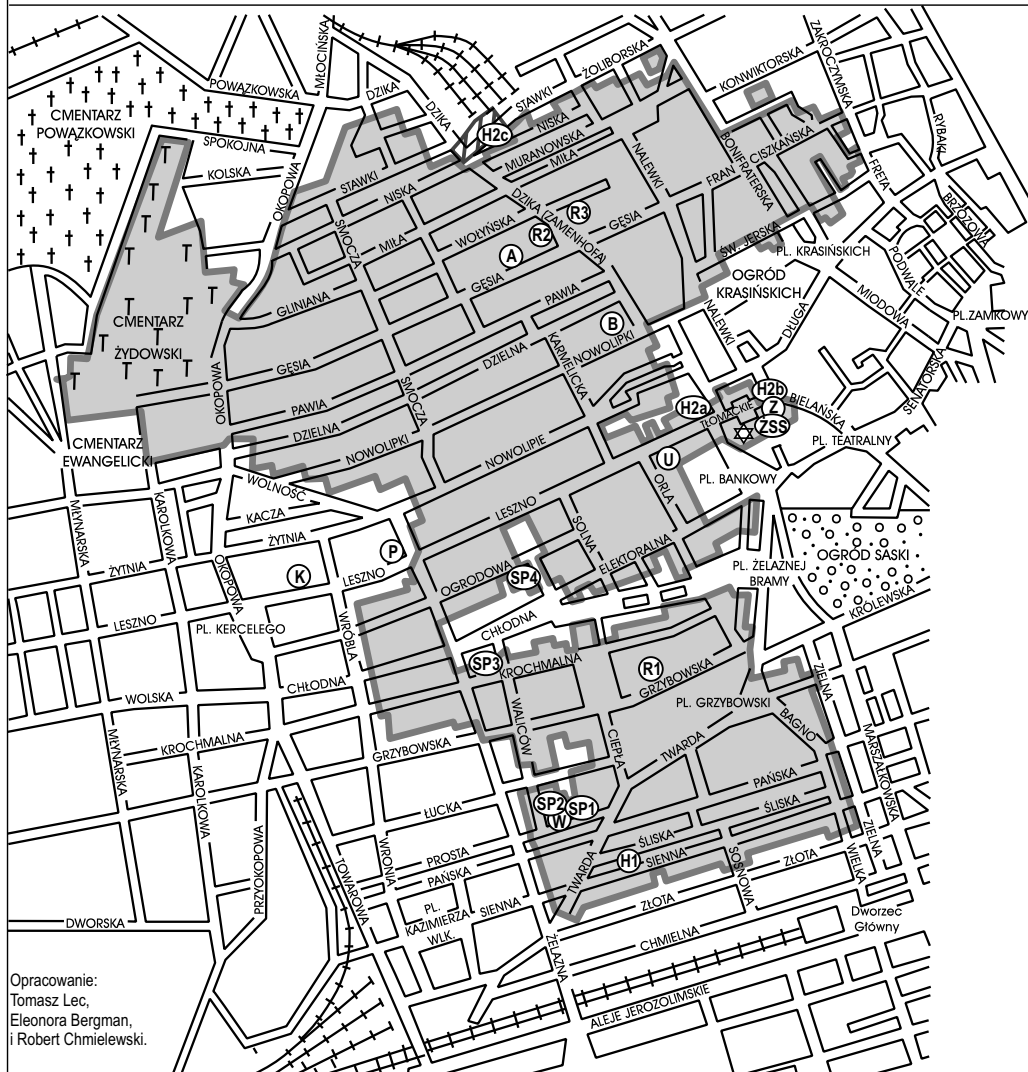 CMENTARZ
POWĄZKOWSKI
POWĄZKOWSKA
MŁOCIŃSKA
DZIKA
DZIKA
STAWKI
ŻOLIBORSKA
KONWIKTORSKA
ZAKROCZYMSKA
RYBAKI
SPOKOJNA
KOLSKA
OKOPOWA
STAWKI
NISKA
SMOCZA
MIŁA
H2c
NISKA
MURANOWSKA
MIŁA
NALEWKI
BONIFRATERSKA
FRAN
CISZKAŃSKA
FRETA
BRZOZOWA
WOŁYŃSKA
DZIKA (ZAMENHOFA)
R3
R2
A
GĘSIA
GĘSIA
ŚW. JERSKA
PL. KRASIŃSKICH
PODWALE
OGRÓD
KRASIŃSKICH
MIODOWA
PL.ZAMKOWY
GLINIANA
PAWIA
B
NALEWKI
DŁUGA
CMENTARZ
ŻYDOWSKI
DZIELNA
KARMELICKA
NOWOLIPKI
SENATORSKA
GĘSIA
OKOPOWA
PAWIA
SMOCZA
DZIELNA
NOWOLIPKI
H2a
TŁOMACKIE
H2b
Z
ZSS
BIELAŃSKA
CMENTARZ
EWANGELICKI
NOWOLIPIE
U
PL. TEATRALNY
PL. BANKOWY
WOLNOŚĆ
ORLA
LESZNO
KACZA
MŁYNARSKA
KAROLKOWA
ŻYTNIA
P
SOLNA
ELEKTORALNA
OGRÓD SASKI
PL. ŻELAZNEJ
BRAMY
ŻYTNIA
OKOPOWA
K
LESZNO
OGRODOWA
SP4
KRÓLEWSKA
LESZNO
PL. KERCELEGO
WRÓBLA
CHŁODNA
SP3
KROCHMALNA
R1
GRZYBOWSKA
ZIELNA
WOLSKA
CHŁODNA
WALICÓW
PL. GRZYBOWSKI
BAGNO
MARSZAŁKOWSKA
MŁYNARSKA
KROCHMALNA
KAROLKOWA
GRZYBOWSKA
CIEPŁA
TWARDA
PAŃSKA
ŁUCKA
SP2
SP1
W
ŚLISKA
ZIELNA
PRZYOKOPOWA
TOWAROWA
WRONIA
PROSTA
PAŃSKA
ŚLISKA
H1
SIENNA
SOSNOWA
ZŁOTA
WIELKA
TWARDA
PL.
KAZIMIERZA
WLK.
SIENNA
ZŁOTA
DWORSKA
ŻELAZNA
CHMIELNA
Dworzec
Główny
ALEJE JEROZOLIMSKIE
Opracowanie:
Tomasz Lec,
Eleonora Bergman,
i Robert Chmielewski.